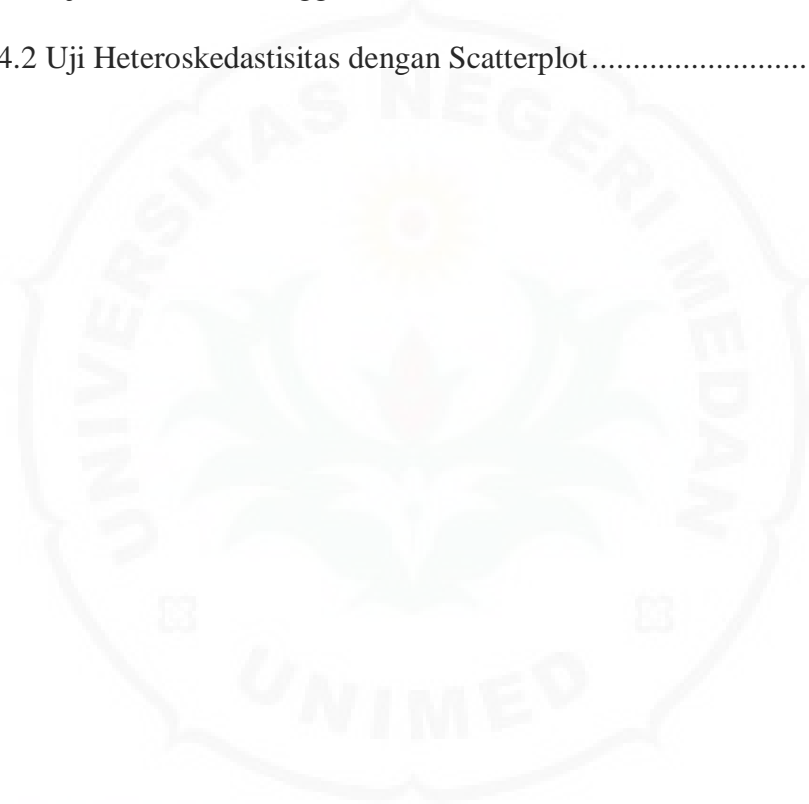 4.2 Uji Heteroskedastisitas dengan Scatterplot..........................
UNIVERSITAS NEGERI MEDAN
UNIMED